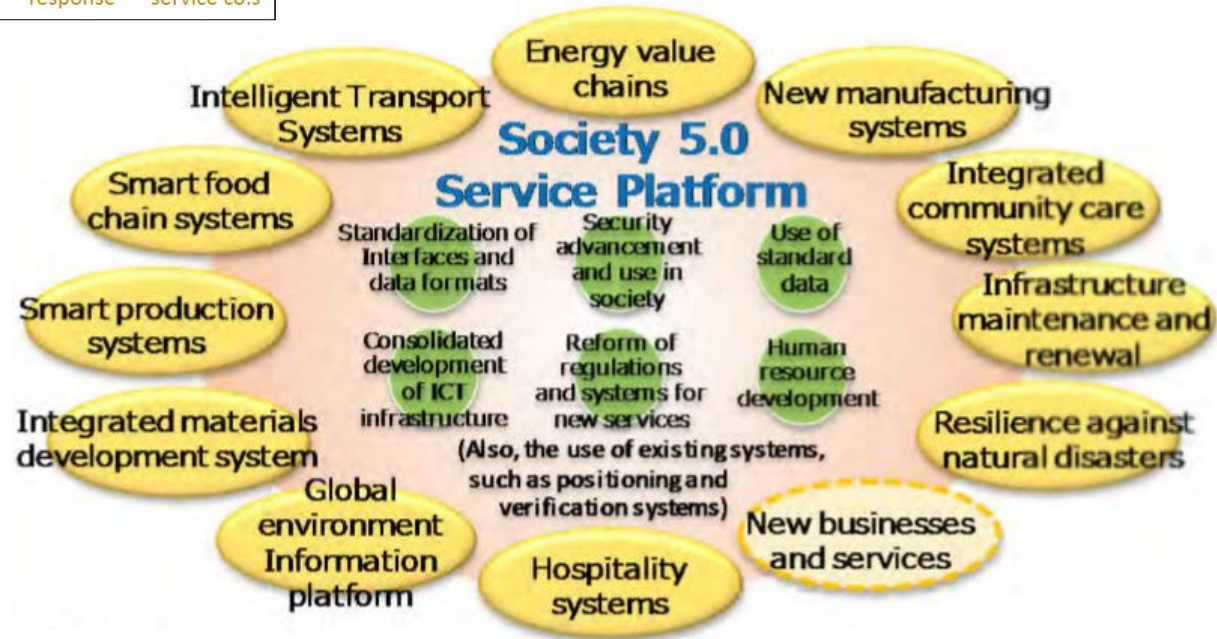 response service co.s
Energy value
chains
Intelligent Transport
Systems
New manufacturing
systems
Society 5.0
Service Platform
Smart food
chain systems
Integrated
community care
systems
Standardization of
Interfaces and
data formats
Security
advancement
and use in
society
Use of
standard
data
Smart production
systems
Infrastructure
maintenance and
renewal
Consolidated
development
of ICT
infrastructure
Reform of
regulations
and systems for
new services
Human
resource
development
Integrated materials
development system
Resilience against
natural disasters
(Also, the use of existing systems,
such as positioning and
verification systems)
Global
environment
Information
platform
New businesses
and services
Hospitality
systems